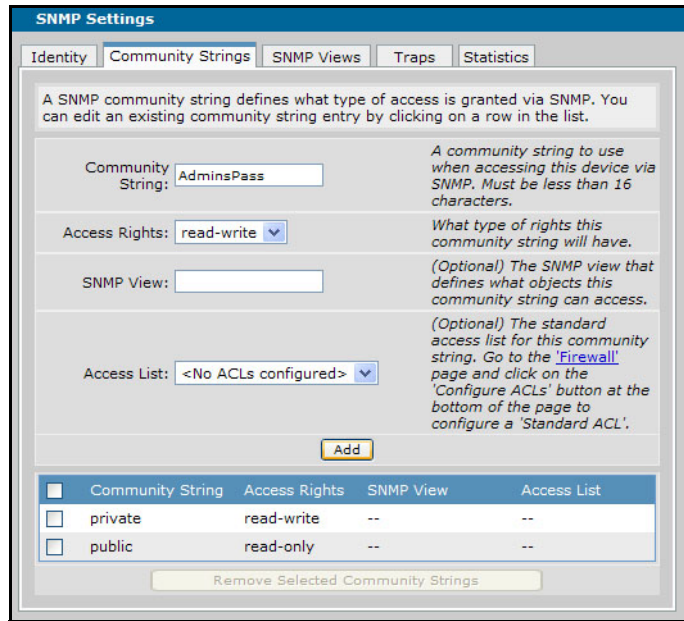 SNMP Settings
Identity Community Strings SNMP Views Traps Statistics
A SNMP community string defines what type of access is granted via SNMP. You
can edit an existing community string entry by clicking on a row in the list.
Community
String:
AdminsPass
A community string to use
when accessing this device via
SNMP. Must be less than 16
characters.
Access Rights: read-write
What type of rights this
community string will have.
SNMP View:
(Optional) The SNMP view that
defines what objects this
community string can access.
Access List: <No ACLs configured>
(Optional) The standard
access list for this community
string. Go to the 'Firewall'
page and click on the
'Configure ACLs' button at the
bottom of the page to
configure a 'Standard ACL'.
Add
Community String Access Rights SNMP View Access List
private read-write -- --
public read-only -- --
Remove Selected Community Strings